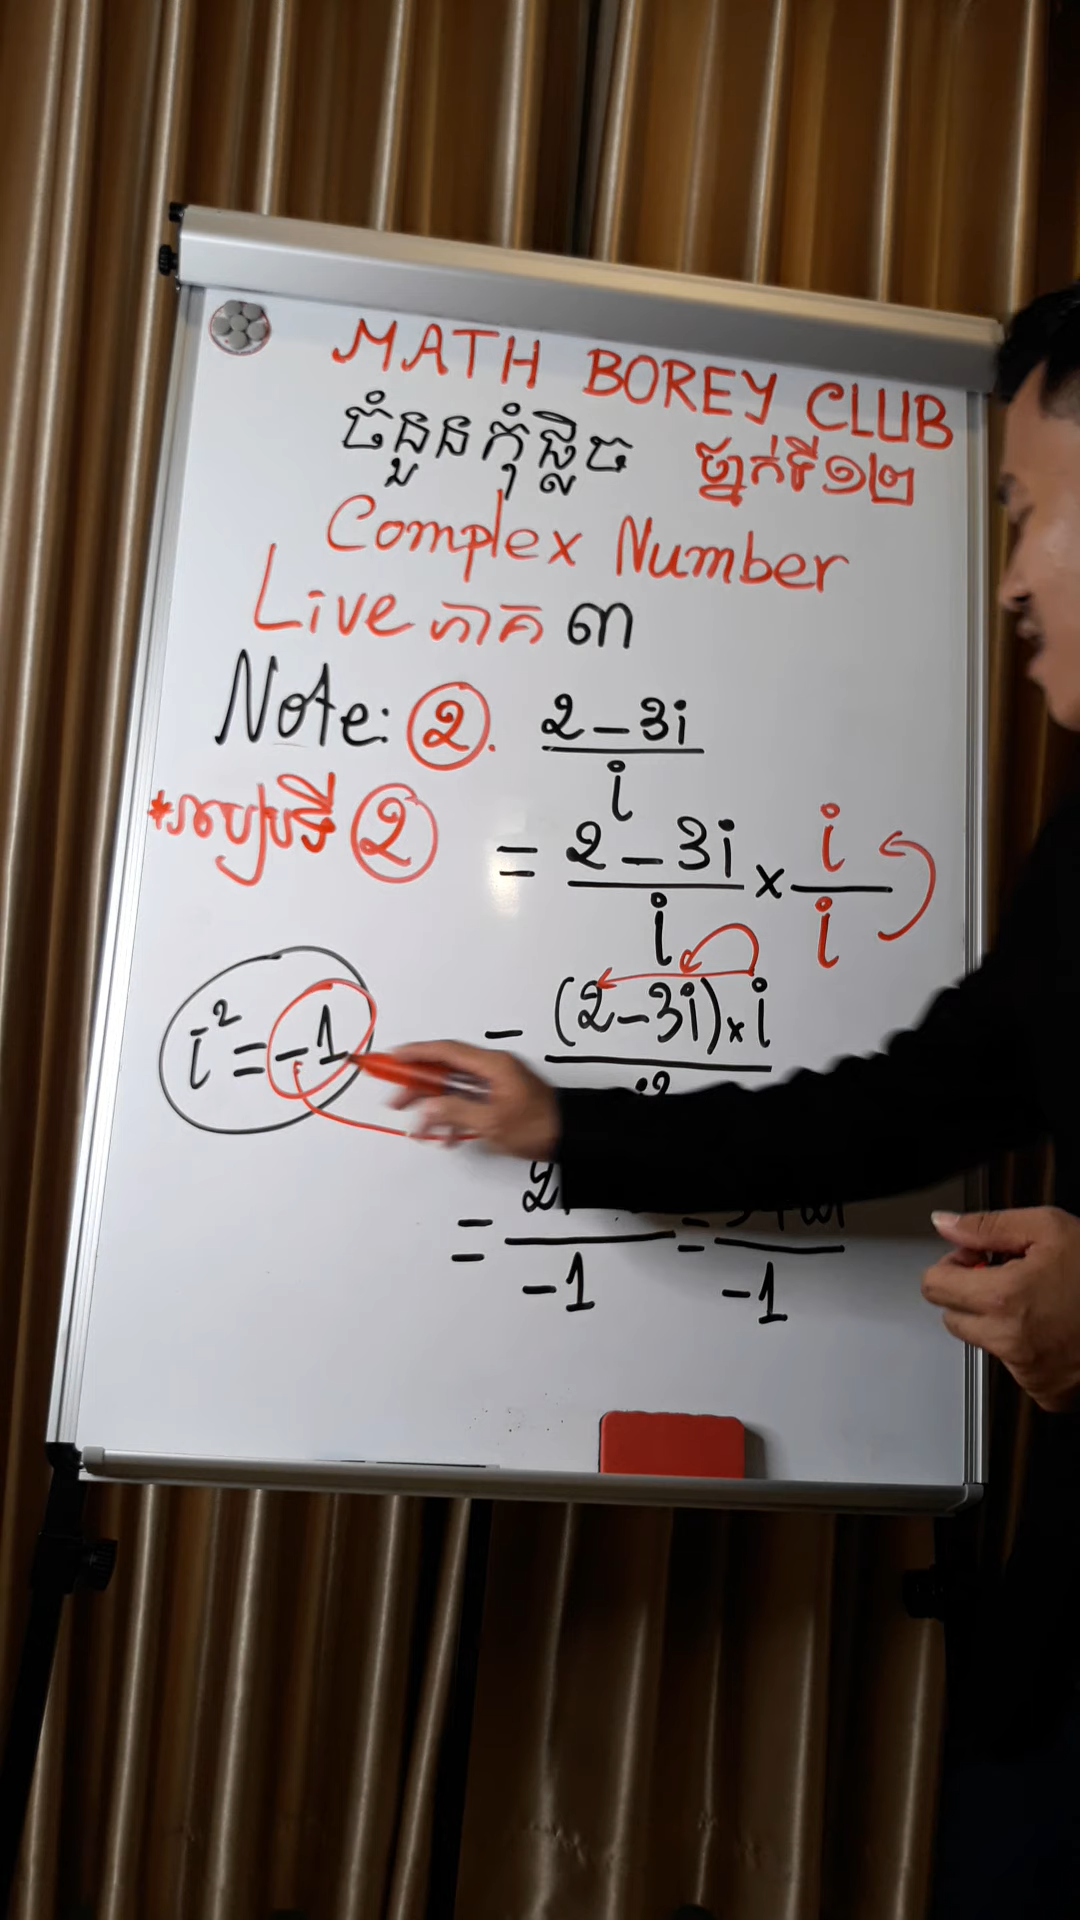 MATH BOREY CLUB
ចំនួនកុំផ្លិច ថ្នាក់ទី១២
Complex Number
Live ភាគ ៣
Note: 2. 2-3i / i
*របៀបទី 2
= 2-3i / i × i / i
i² = -1
= (2-3i)×i / i²
= / -1 = / -1